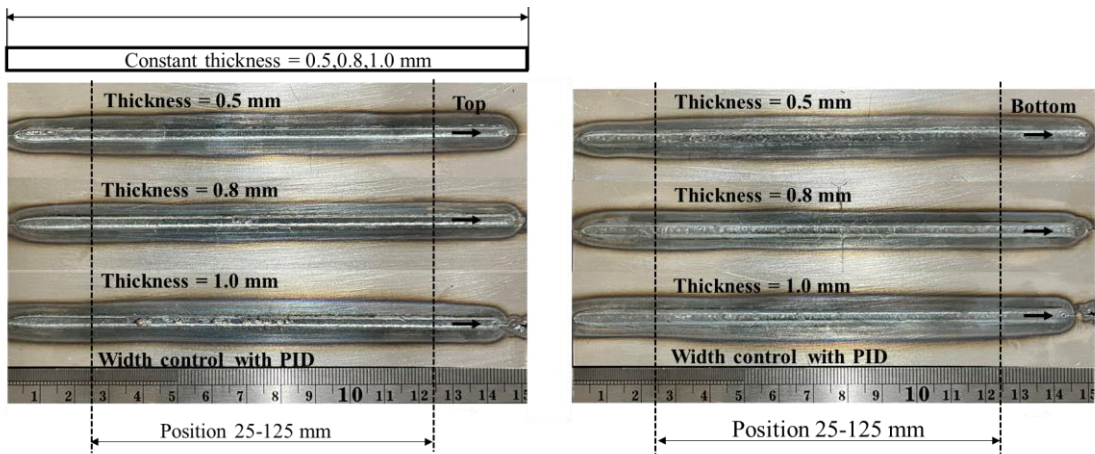 Constant thickness = 0.5,0.8,1.0 mm
Thickness = 0.5 mm
Top
Thickness = 0.8 mm
Thickness = 1.0 mm
Width control with PID
1 2 3 4 5 6 7 8 9 10 11 12 13 14 15
Position 25-125 mm
Thickness = 0.5 mm
Bottom
Thickness = 0.8 mm
Thickness = 1.0 mm
Width control with PID
1 2 3 4 5 6 7 8 9 10 11 12 13 14 15
Position 25-125 mm